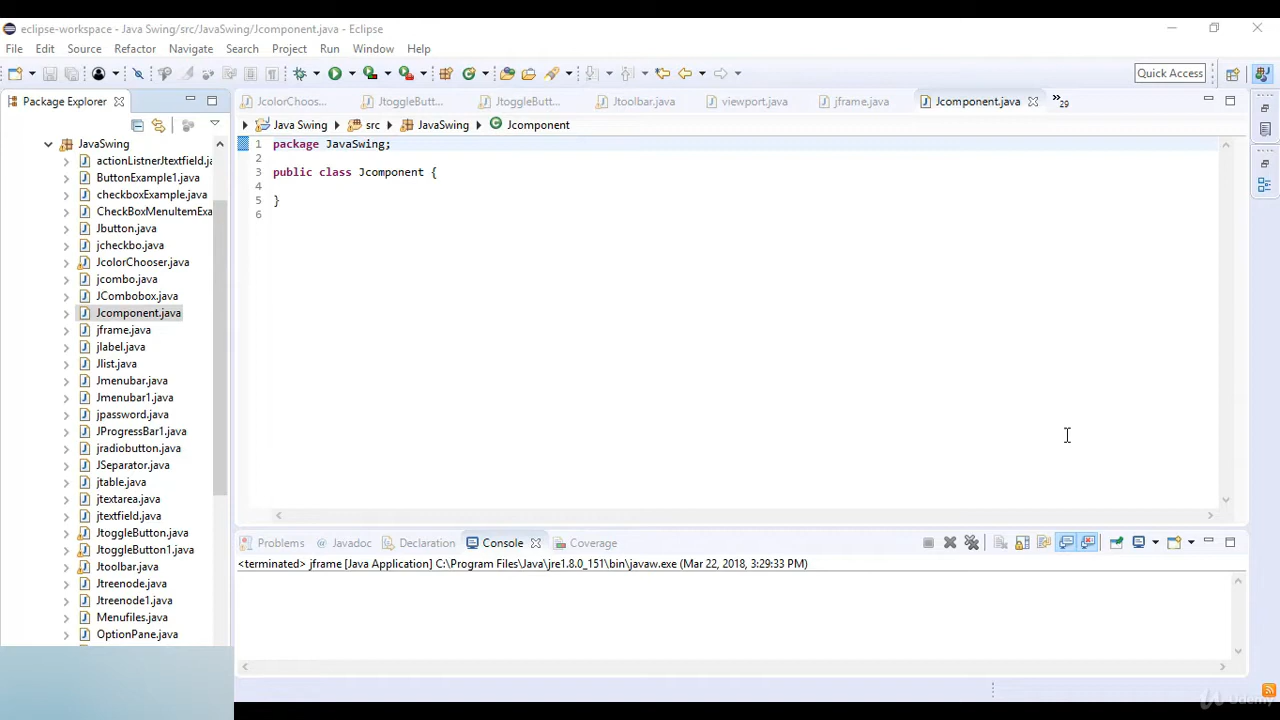 eclipse-workspace - Java Swing/src/JavaSwing/Jcomponent.java - Eclipse
File Edit Source Refactor Navigate Search Project Run Window Help
Quick Access
Package Explorer
JcolorChoos... JtoggleButt... JtoggleButt... Jtoolbar.java viewport.java jframe.java Jcomponent.java 29
Java Swing src JavaSwing Jcomponent
JavaSwing
actionListnerJtextfield.ja
ButtonExample1.java
checkboxExample.java
CheckBoxMenuItemExa
Jbutton.java
jcheckbo.java
JcolorChooser.java
jcombo.java
JCombobox.java
Jcomponent.java
jframe.java
jlabel.java
Jlist.java
Jmenubar.java
Jmenubar1.java
jpassword.java
JProgressBar1.java
jradiobutton.java
JSeparator.java
jtable.java
jtextarea.java
jtextfield.java
JtoggleButton.java
JtoggleButton1.java
Jtoolbar.java
Jtreenode.java
Jtreenode1.java
Menufiles.java
OptionPane.java
1 package JavaSwing;
2
3 public class Jcomponent {
4
5 }
6
Problems Javadoc Declaration Console Coverage
<terminated> jframe [Java Application] C:\Program Files\Java\jre1.8.0_151\bin\javaw.exe (Mar 22, 2018, 3:29:33 PM)
Udemy